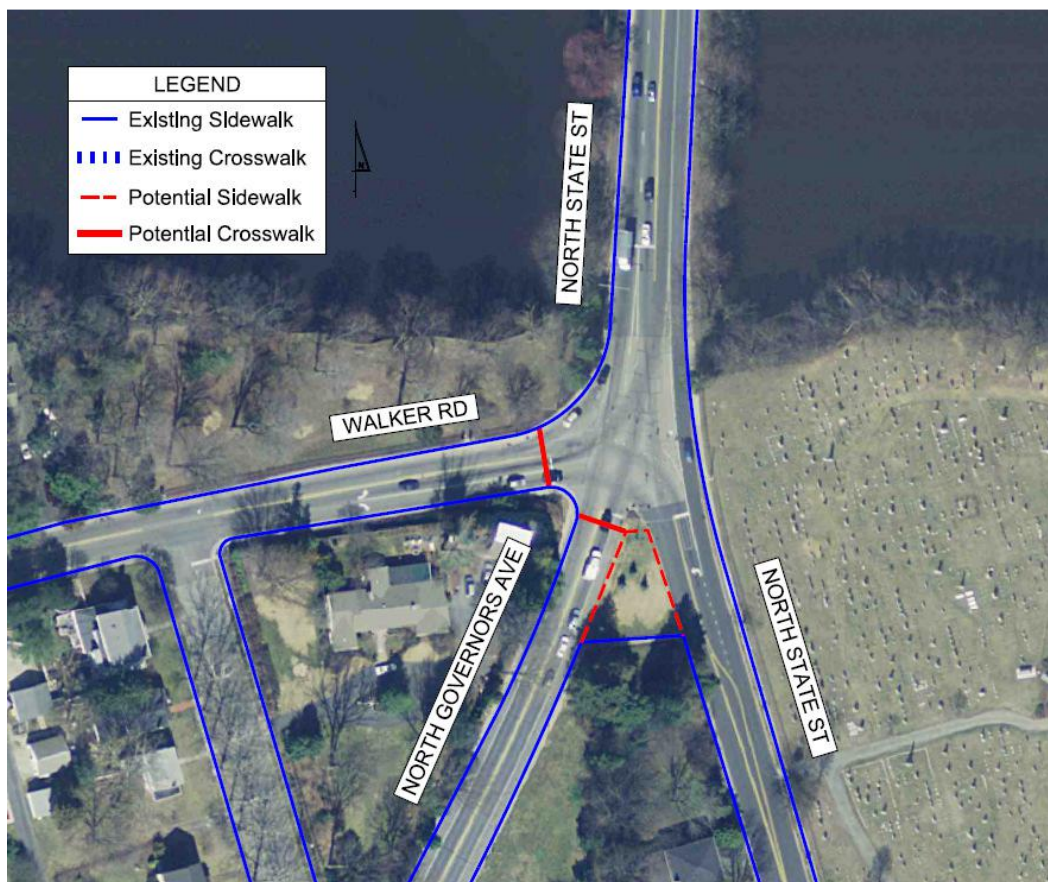 LEGEND
Existing Sidewalk
Existing Crosswalk
Potential Sidewalk
Potential Crosswalk
N
NORTH STATE ST
WALKER RD
NORTH GOVERNORS AVE
NORTH STATE ST